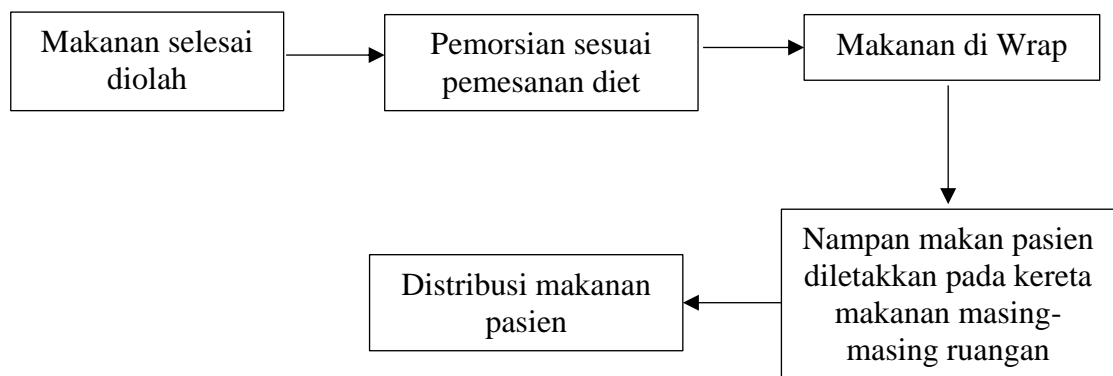 Makanan selesai
diolah
Pemorsian sesuai
pemesanan diet
Makanan di Wrap
Nampan makan pasien
diletakkan pada kereta
makanan masing-
masing ruangan
Distribusi makanan
pasien